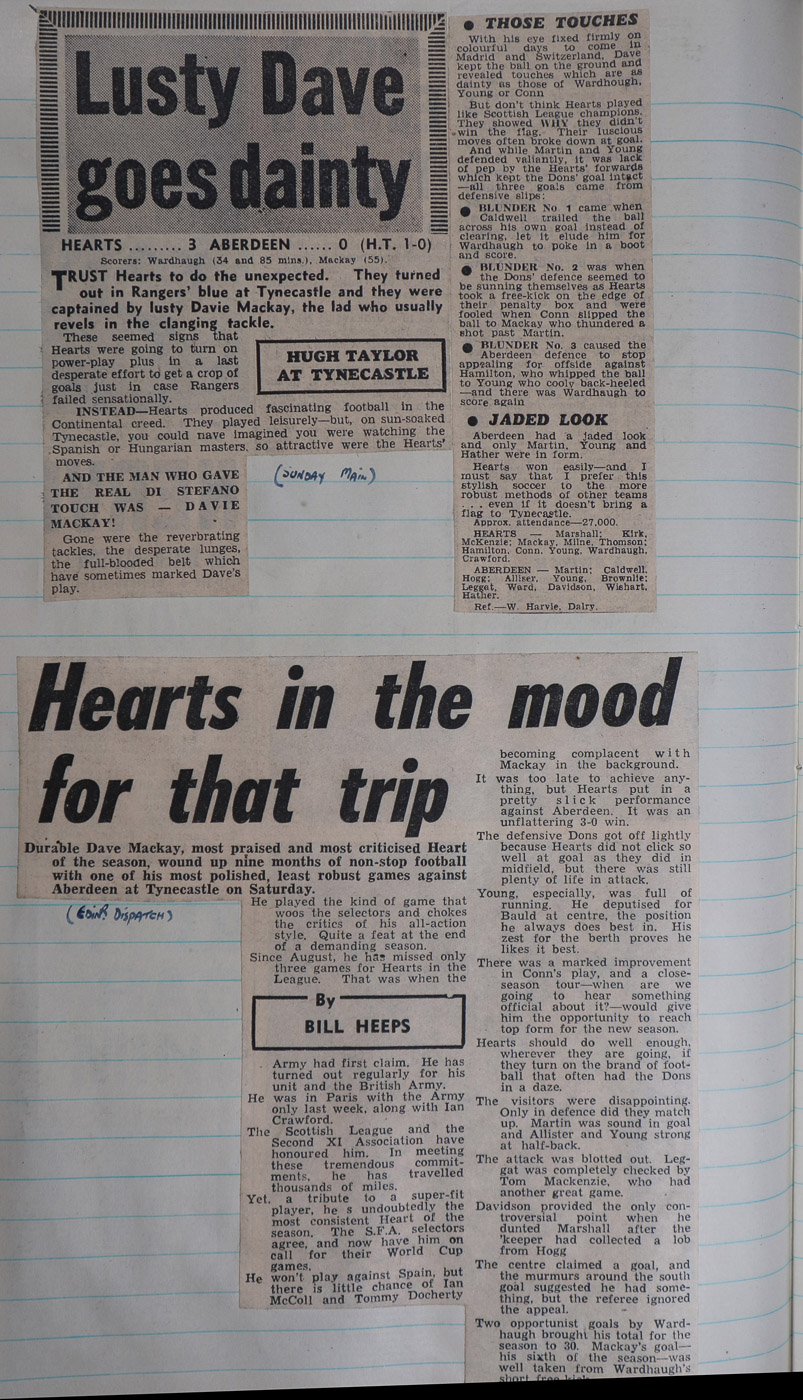 Lusty Dave
goes dainty
HEARTS ......... 3 ABERDEEN ...... 0 (H.T. 1-0)
Scorers: Wardhaugh (34 and 85 mins.), Mackay (55).
TRUST Hearts to do the unexpected. They turned
out in Rangers' blue at Tynecastle and they were
captained by lusty Davie Mackay, the lad who usually
revels in the clanging tackle.
These seemed signs that
Hearts were going to turn on
power-play plus in a last
desperate effort to get a crop of
goals just in case Rangers
failed sensationally.
HUGH TAYLOR
AT TYNECASTLE
INSTEAD—Hearts produced fascinating football in the
Continental creed. They played leisurely—but, on sun-soaked
Tynecastle, you could nave imagined you were watching the
Spanish or Hungarian masters, so attractive were the Hearts'
moves.
AND THE MAN WHO GAVE
THE REAL DI STEFANO
TOUCH WAS — DAVIE
MACKAY!
Gone were the reverbrating
tackles, the desperate lunges,
the full-blooded belt which
have sometimes marked Dave's
play.
(SUNDAY MAIL)
● THOSE TOUCHES
With his eye fixed firmly on
colourful days to come in
Madrid and Switzerland, Dave
kept the ball on the ground and
revealed touches which are as
dainty as those of Wardhough,
Young or Conn
But don't think Hearts played
like Scottish League champions.
They showed WHY they didn't
win the flag. Their luscious
moves often broke down at goal.
And while Martin and Young
defended valiantly, it was lack
of pep by the Hearts' forwards
which kept the Dons' goal intact
—all three goals came from
defensive slips:
● BLUNDER No. 1 came when
Caldwell trailed the ball
across his own goal instead of
clearing, let it elude him for
Wardhaugh to poke in a boot
and score.
● BLUNDER No. 2 was when
the Dons' defence seemed to
be sunning themselves as Hearts
took a free-kick on the edge of
their penalty box and were
fooled when Conn slipped the
ball to Mackay who thundered a
shot past Martin.
● BLUNDER No. 3 caused the
Aberdeen defence to stop
appealing for offside against
Hamilton, who whipped the ball
to Young who cooly back-heeled
—and there was Wardhaugh to
score again
● JADED LOOK
Aberdeen had a jaded look
and only Martin, Young and
Hather were in form.
Hearts won easily—and I
must say that I prefer this
stylish soccer to the more
robust methods of other teams
. . . even if it doesn't bring a
flag to Tynecastle.
Approx. attendance—27,000.
HEARTS — Marshall; Kirk,
McKenzie; Mackay, Milne, Thomson;
Hamilton, Conn, Young, Wardhaugh,
Crawford.
ABERDEEN — Martin; Caldwell,
Hogg; Alliser, Young, Brownlie;
Leggat, Ward, Davidson, Wishart,
Hather.
Ref.—W. Harvie, Dalry.
Hearts in the mood
for that trip
Durable Dave Mackay, most praised and most criticised Heart
of the season, wound up nine months of non-stop football
with one of his most polished, least robust games against
Aberdeen at Tynecastle on Saturday.
(EDINR DISPATCH)
He played the kind of game that
woos the selectors and chokes
the critics of his all-action
style. Quite a feat at the end
of a demanding season.
Since August, he has missed only
three games for Hearts in the
League. That was when the
By
BILL HEEPS
Army had first claim. He has
turned out regularly for his
unit and the British Army.
He was in Paris with the Army
only last week, along with Ian
Crawford.
The Scottish League and the
Second XI Association have
honoured him. In meeting
these tremendous commit-
ments, he has travelled
thousands of miles.
Yet, a tribute to a super-fit
player, he s undoubtedly the
most consistent Heart of the
season. The S.F.A. selectors
agree, and now have him on
call for their World Cup
games.
He won't play against Spain, but
there is little chance of Ian
McColl and Tommy Docherty
becoming complacent with
Mackay in the background.
It was too late to achieve any-
thing, but Hearts put in a
pretty slick performance
against Aberdeen. It was an
unflattering 3-0 win.
The defensive Dons got off lightly
because Hearts did not click so
well at goal as they did in
midfield, but there was still
plenty of life in attack.
Young, especially, was full of
running. He deputised for
Bauld at centre, the position
he always does best in. His
zest for the berth proves he
likes it best.
There was a marked improvement
in Conn's play, and a close-
season tour—when are we
going to hear something
official about it?—would give
him the opportunity to reach
top form for the new season.
Hearts should do well enough,
wherever they are going, if
they turn on the brand of foot-
ball that often had the Dons
in a daze.
The visitors were disappointing.
Only in defence did they match
up. Martin was sound in goal
and Allister and Young strong
at half-back.
The attack was blotted out. Leg-
gat was completely checked by
Tom Mackenzie, who had
another great game.
Davidson provided the only con-
troversial point when he
dunted Marshall after the
'keeper had collected a lob
from Hogg
The centre claimed a goal, and
the murmurs around the south
goal suggested he had some-
thing, but the referee ignored
the appeal.
Two opportunist goals by Ward-
haugh brought his total for the
season to 30. Mackay's goal—
his sixth of the season—was
well taken from Wardhaugh's
short free kick